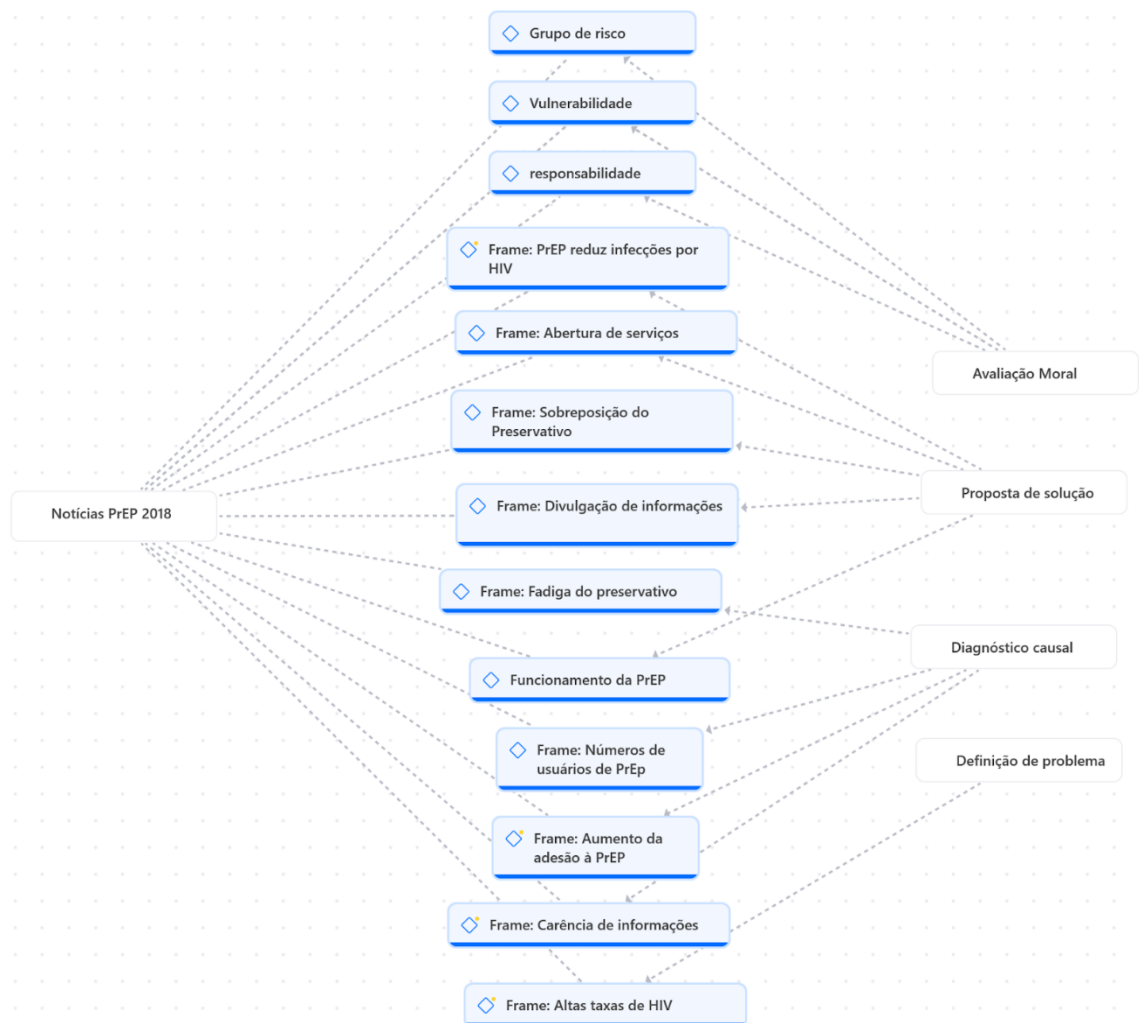 Grupo de risco
Vulnerabilidade
responsabilidade
Frame: PrEP reduz infecções por
HIV
Frame: Abertura de serviços
Avaliação Moral
Frame: Sobreposição do
Preservativo
Proposta de solução
Frame: Divulgação de informações
Notícias PrEP 2018
Frame: Fadiga do preservativo
Diagnóstico causal
Funcionamento da PrEP
Frame: Números de
usuários de PrEp
Definição de problema
Frame: Aumento da
adesão à PrEP
Frame: Carência de informações
Frame: Altas taxas de HIV